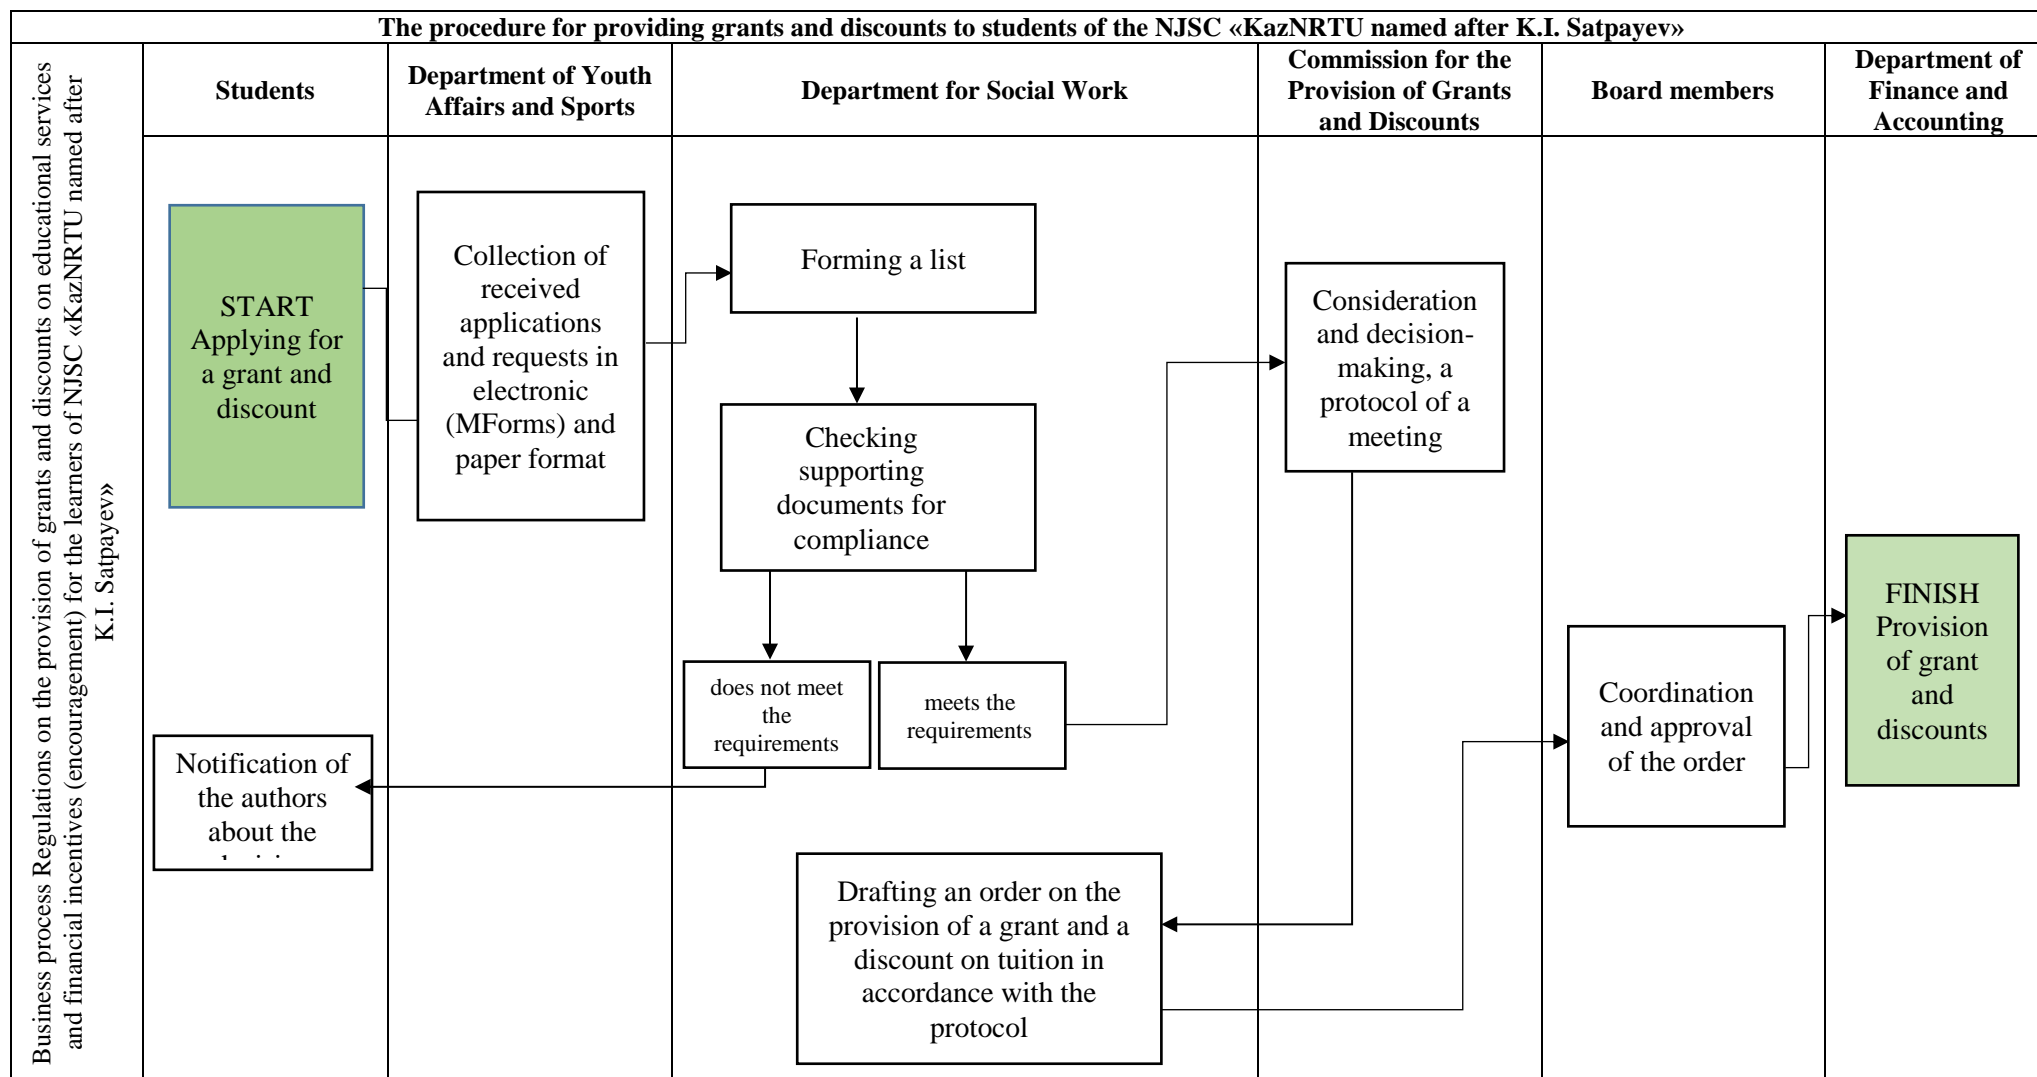 The procedure for providing grants and discounts to students of the NJSC «KazNRTU named after K.I. Satpayev»
Business process Regulations on the provision of grants and discounts on educational services
and financial incentives (encouragement) for the learners of NJSC «KazNRTU named after
K.I. Satpayev»
Students
Department of Youth
Affairs and Sports
Department for Social Work
Commission for the
Provision of Grants
and Discounts
Board members
Department of
Finance and
Accounting
START
Applying for
a grant and
discount
Collection of
received
applications
and requests in
electronic
(MForms) and
paper format
Forming a list
Checking
supporting
documents for
compliance
does not meet
the
requirements
meets the
requirements
Notification of
the authors
about the
Consideration
and decision-
making, a
protocol of a
meeting
Drafting an order on the
provision of a grant and a
discount on tuition in
accordance with the
protocol
Coordination
and approval
of the order
FINISH
Provision
of grant
and
discounts